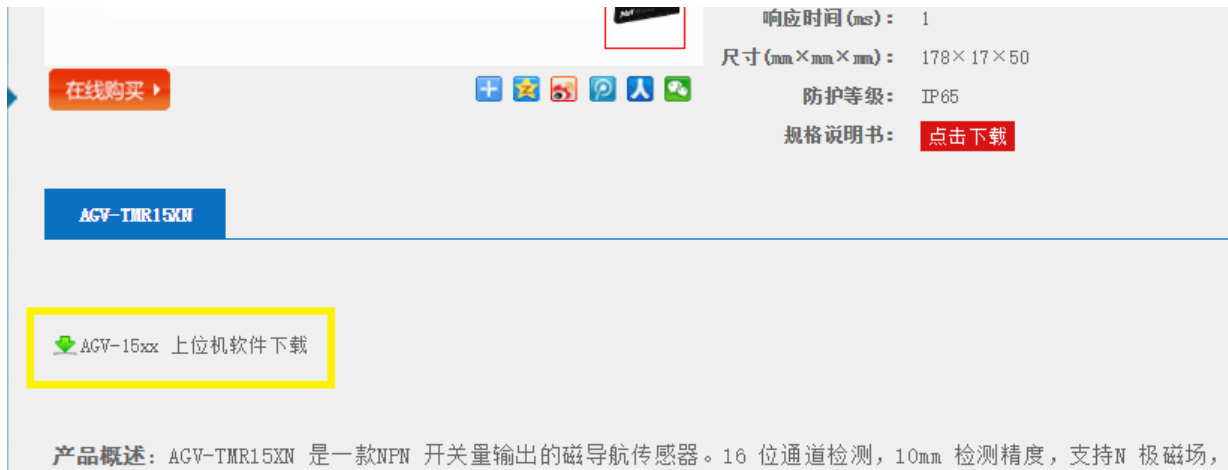 响应时间(ms)： 1
尺寸(mm×mm×mm)： 178×17×50
在线购买
防护等级： IP65
规格说明书： 点击下载
AGV-TMR15XN
AGV-15xx 上位机软件下载
产品概述：AGV-TMR15XN 是一款NPN 开关量输出的磁导航传感器。16 位通道检测，10mm 检测精度，支持N 极磁场，